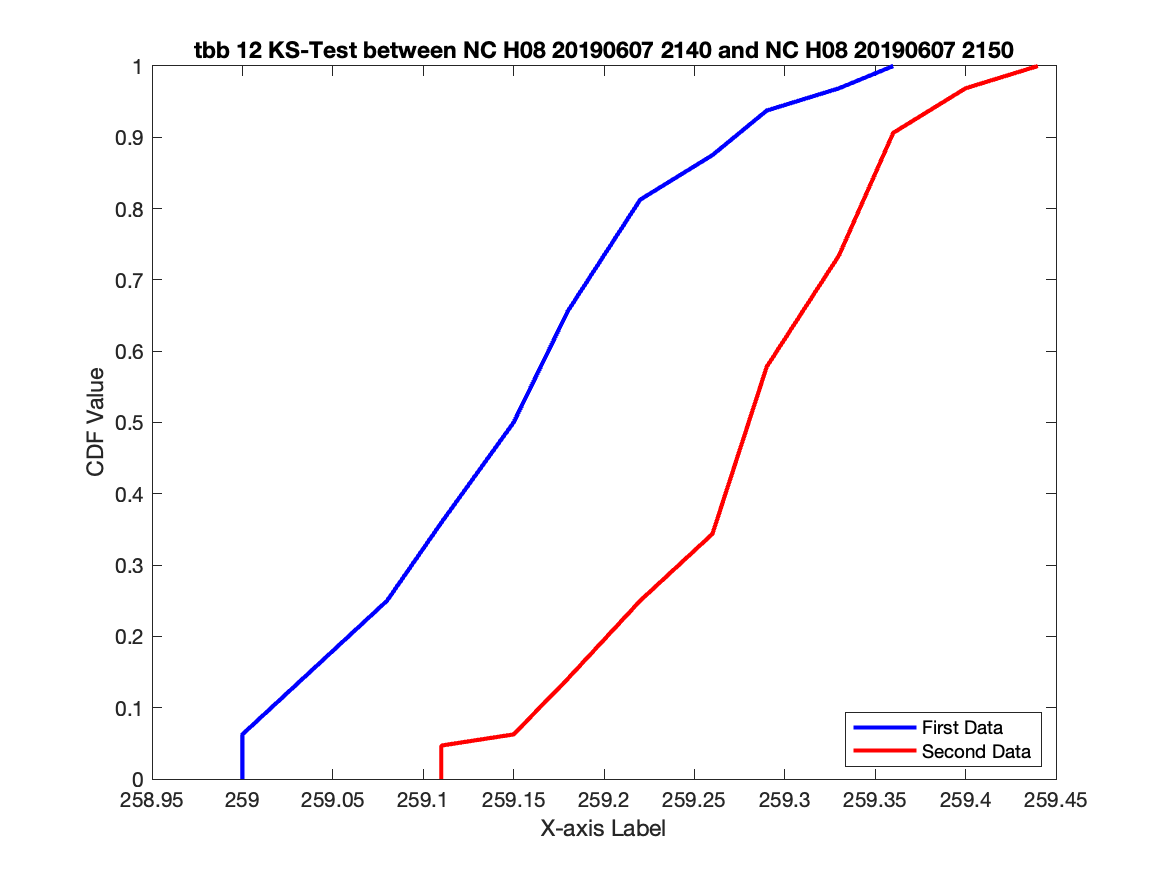 tbb 12 KS-Test between NC H08 20190607 2140 and NC H08 20190607 2150
1
0.9
0.8
0.7
0.6
0.5
0.4
0.3
0.2
0.1
0
CDF Value
First Data
Second Data
258.95 259 259.05 259.1 259.15 259.2 259.25 259.3 259.35 259.4 259.45
X-axis Label